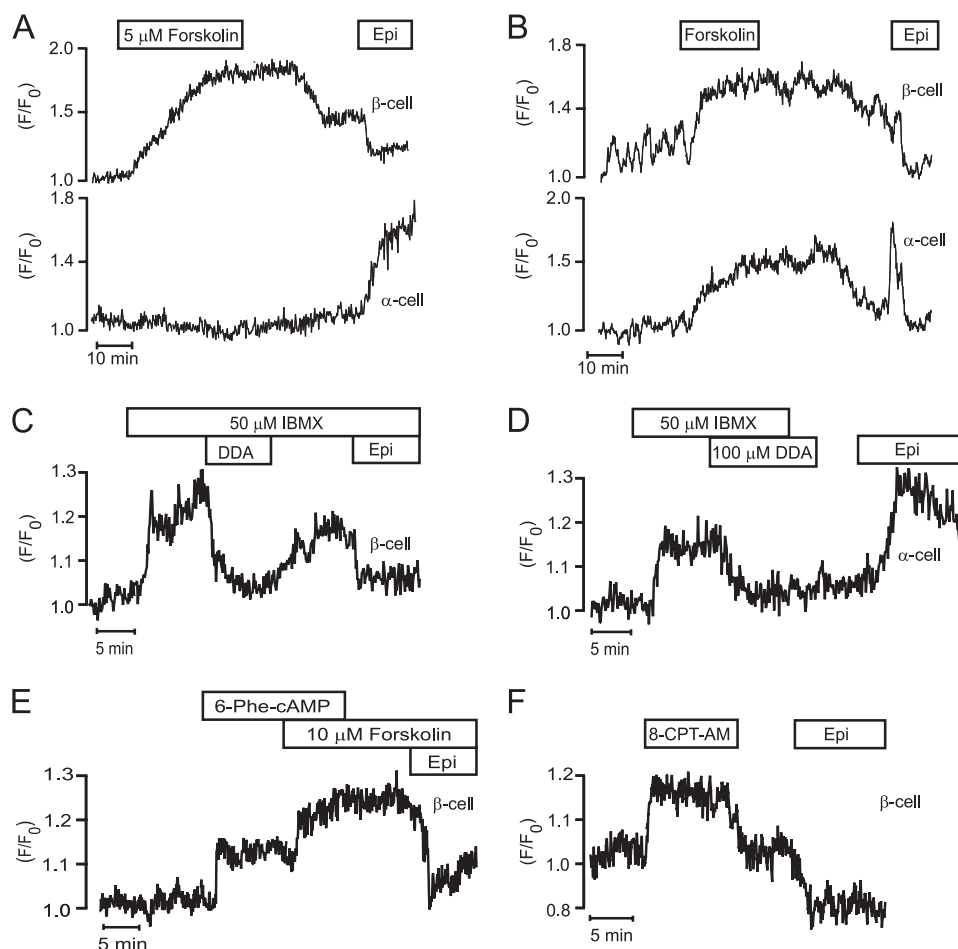 A
5 μM Forskolin
Epi
2.0
1.5
1.0
(F/F0)
β-cell
1.8
1.4
1.0
(F/F0)
α-cell
10 min
B
Forskolin
Epi
1.8
1.4
1.0
(F/F0)
β-cell
2.0
1.5
1.0
(F/F0)
α-cell
10 min
C
50 μM IBMX
DDA
Epi
1.3
1.2
1.1
1.0
(F/F0)
β-cell
5 min
D
50 μM IBMX
100 μM DDA
Epi
1.3
1.2
1.1
1.0
(F/F0)
α-cell
5 min
E
6-Phe-cAMP
10 μM Forskolin
Epi
1.3
1.2
1.1
1.0
(F/F0)
β-cell
5 min
F
8-CPT-AM
Epi
1.2
1.0
0.8
(F/F0)
β-cell
5 min